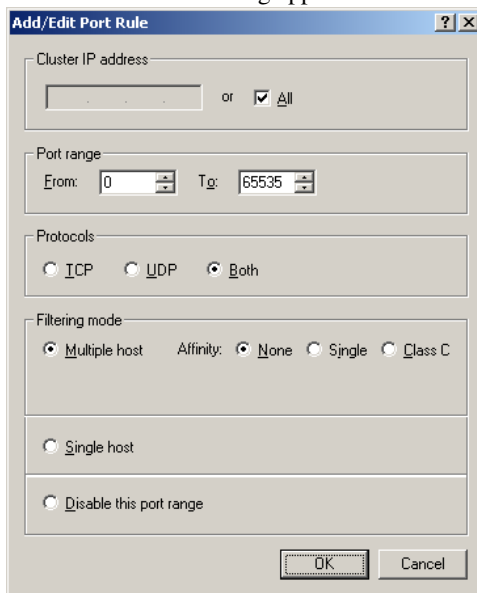 Add/Edit Port Rule
Cluster IP address
. . . or All
Port range
From: 0 To: 65535
Protocols
TCP UDP Both
Filtering mode
Multiple host Affinity: None Single Class C
Single host
Disable this port range
OK Cancel